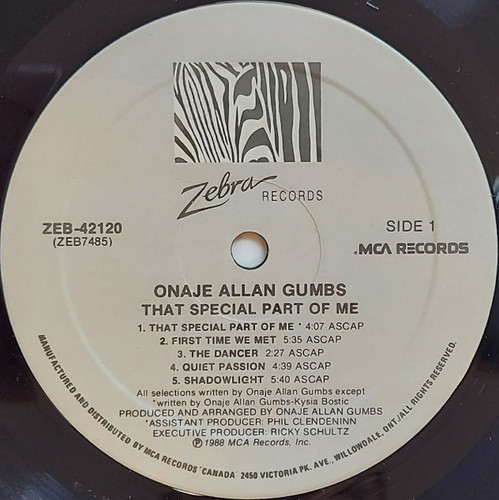 Zebra RECORDS
ZEB-42120
(ZEB7485)
SIDE 1
.MCA RECORDS
ONAJE ALLAN GUMBS
THAT SPECIAL PART OF ME
1. THAT SPECIAL PART OF ME * 4:07 ASCAP
2. FIRST TIME WE MET 5:35 ASCAP
3. THE DANCER 2:27 ASCAP
4. QUIET PASSION 4:39 ASCAP
5. SHADOWLIGHT 5:40 ASCAP
All selections written by Onaje Allan Gumbs except
*written by Onaje Allan Gumbs-Kysia Bostic
PRODUCED AND ARRANGED BY ONAJE ALLAN GUMBS
*ASSISTANT PRODUCER: PHIL CLENDENINN
EXECUTIVE PRODUCER: RICKY SCHULTZ
Ⓟ 1988 MCA Records, Inc.
MANUFACTURED AND DISTRIBUTED BY MCA RECORDS 'CANADA' 2450 VICTORIA PK. AVE., WILLOWDALE, ONT./ALL RIGHTS RESERVED.